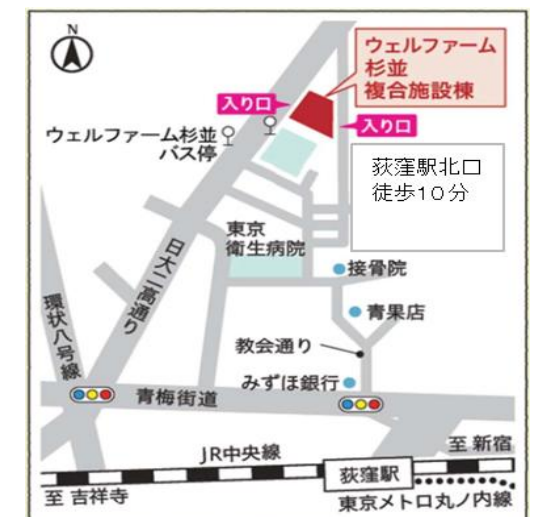 N
ウェルファーム
杉並
複合施設棟
入り口
入り口
ウェルファーム杉並
バス停
荻窪駅北口
徒歩10分
東京
衛生病院
接骨院
日大二高通り
青果店
環状八号線
教会通り
みずほ銀行
青梅街道
JR中央線
至 新宿
荻窪駅
至 吉祥寺
東京メトロ丸ノ内線